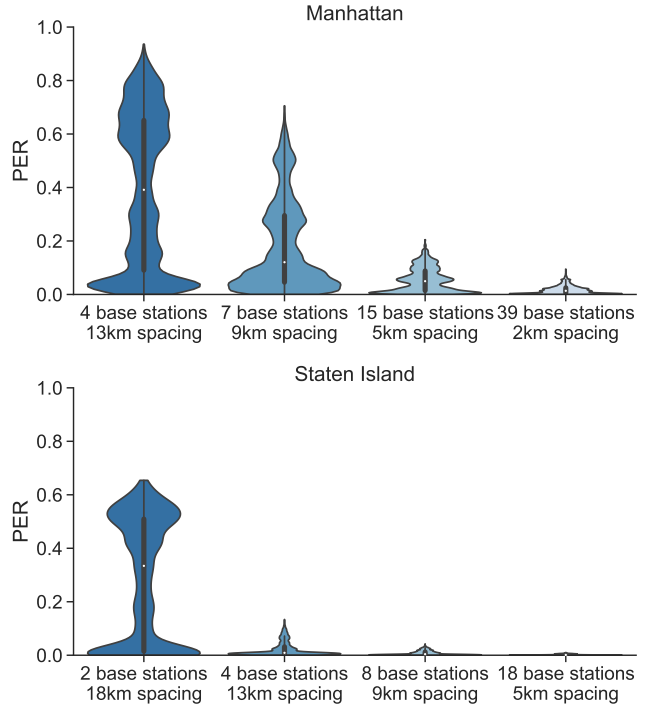 Manhattan
1.0
0.8
0.6
0.4
0.2
0.0
PER
4 base stations 7 base stations 15 base stations 39 base stations
13km spacing 9km spacing 5km spacing 2km spacing
Staten Island
1.0
0.8
0.6
0.4
0.2
0.0
PER
2 base stations 4 base stations 8 base stations 18 base stations
18km spacing 13km spacing 9km spacing 5km spacing